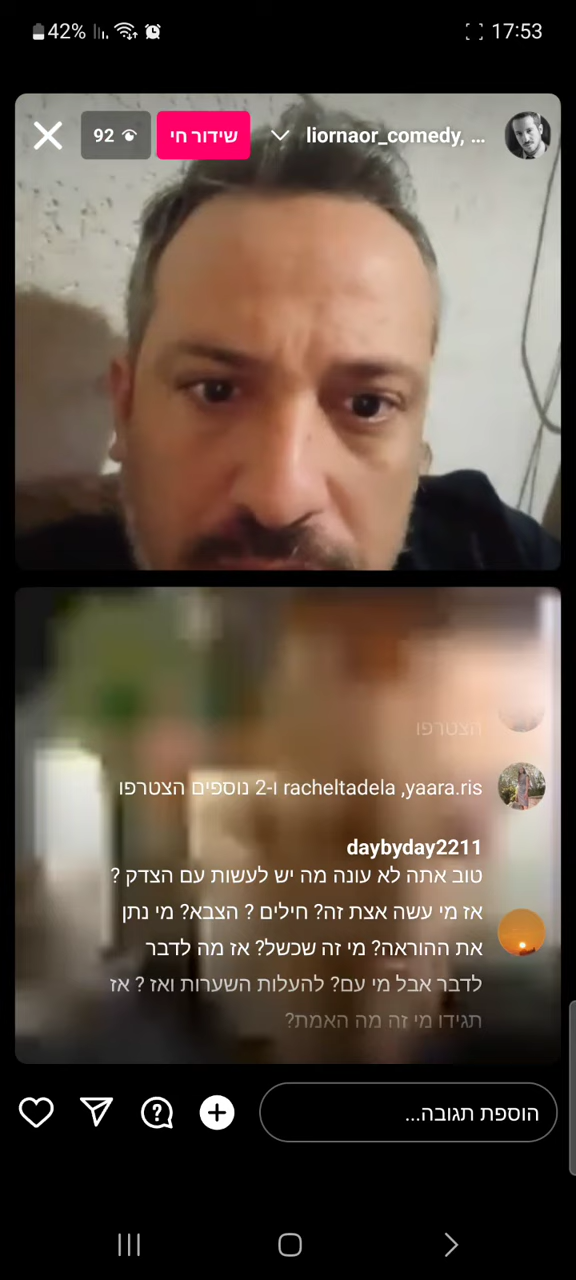 42%
17:53
92
שידור חי
liornaor_comedy, ...
הצטרפו
racheltadela ,yaara.ris ו-2 נוספים הצטרפו
daybyday2211
טוב אתה לא עונה מה יש לעשות עם הצדק ?
אז מי עשה אצת זה? חילים ? הצבא? מי נתן
את ההוראה? מי זה שכשל? אז מה לדבר
לדבר אבל מי עם? להעלות השערות ואז ? אז
תגידו מי זה מה האמת?
הוספת תגובה...